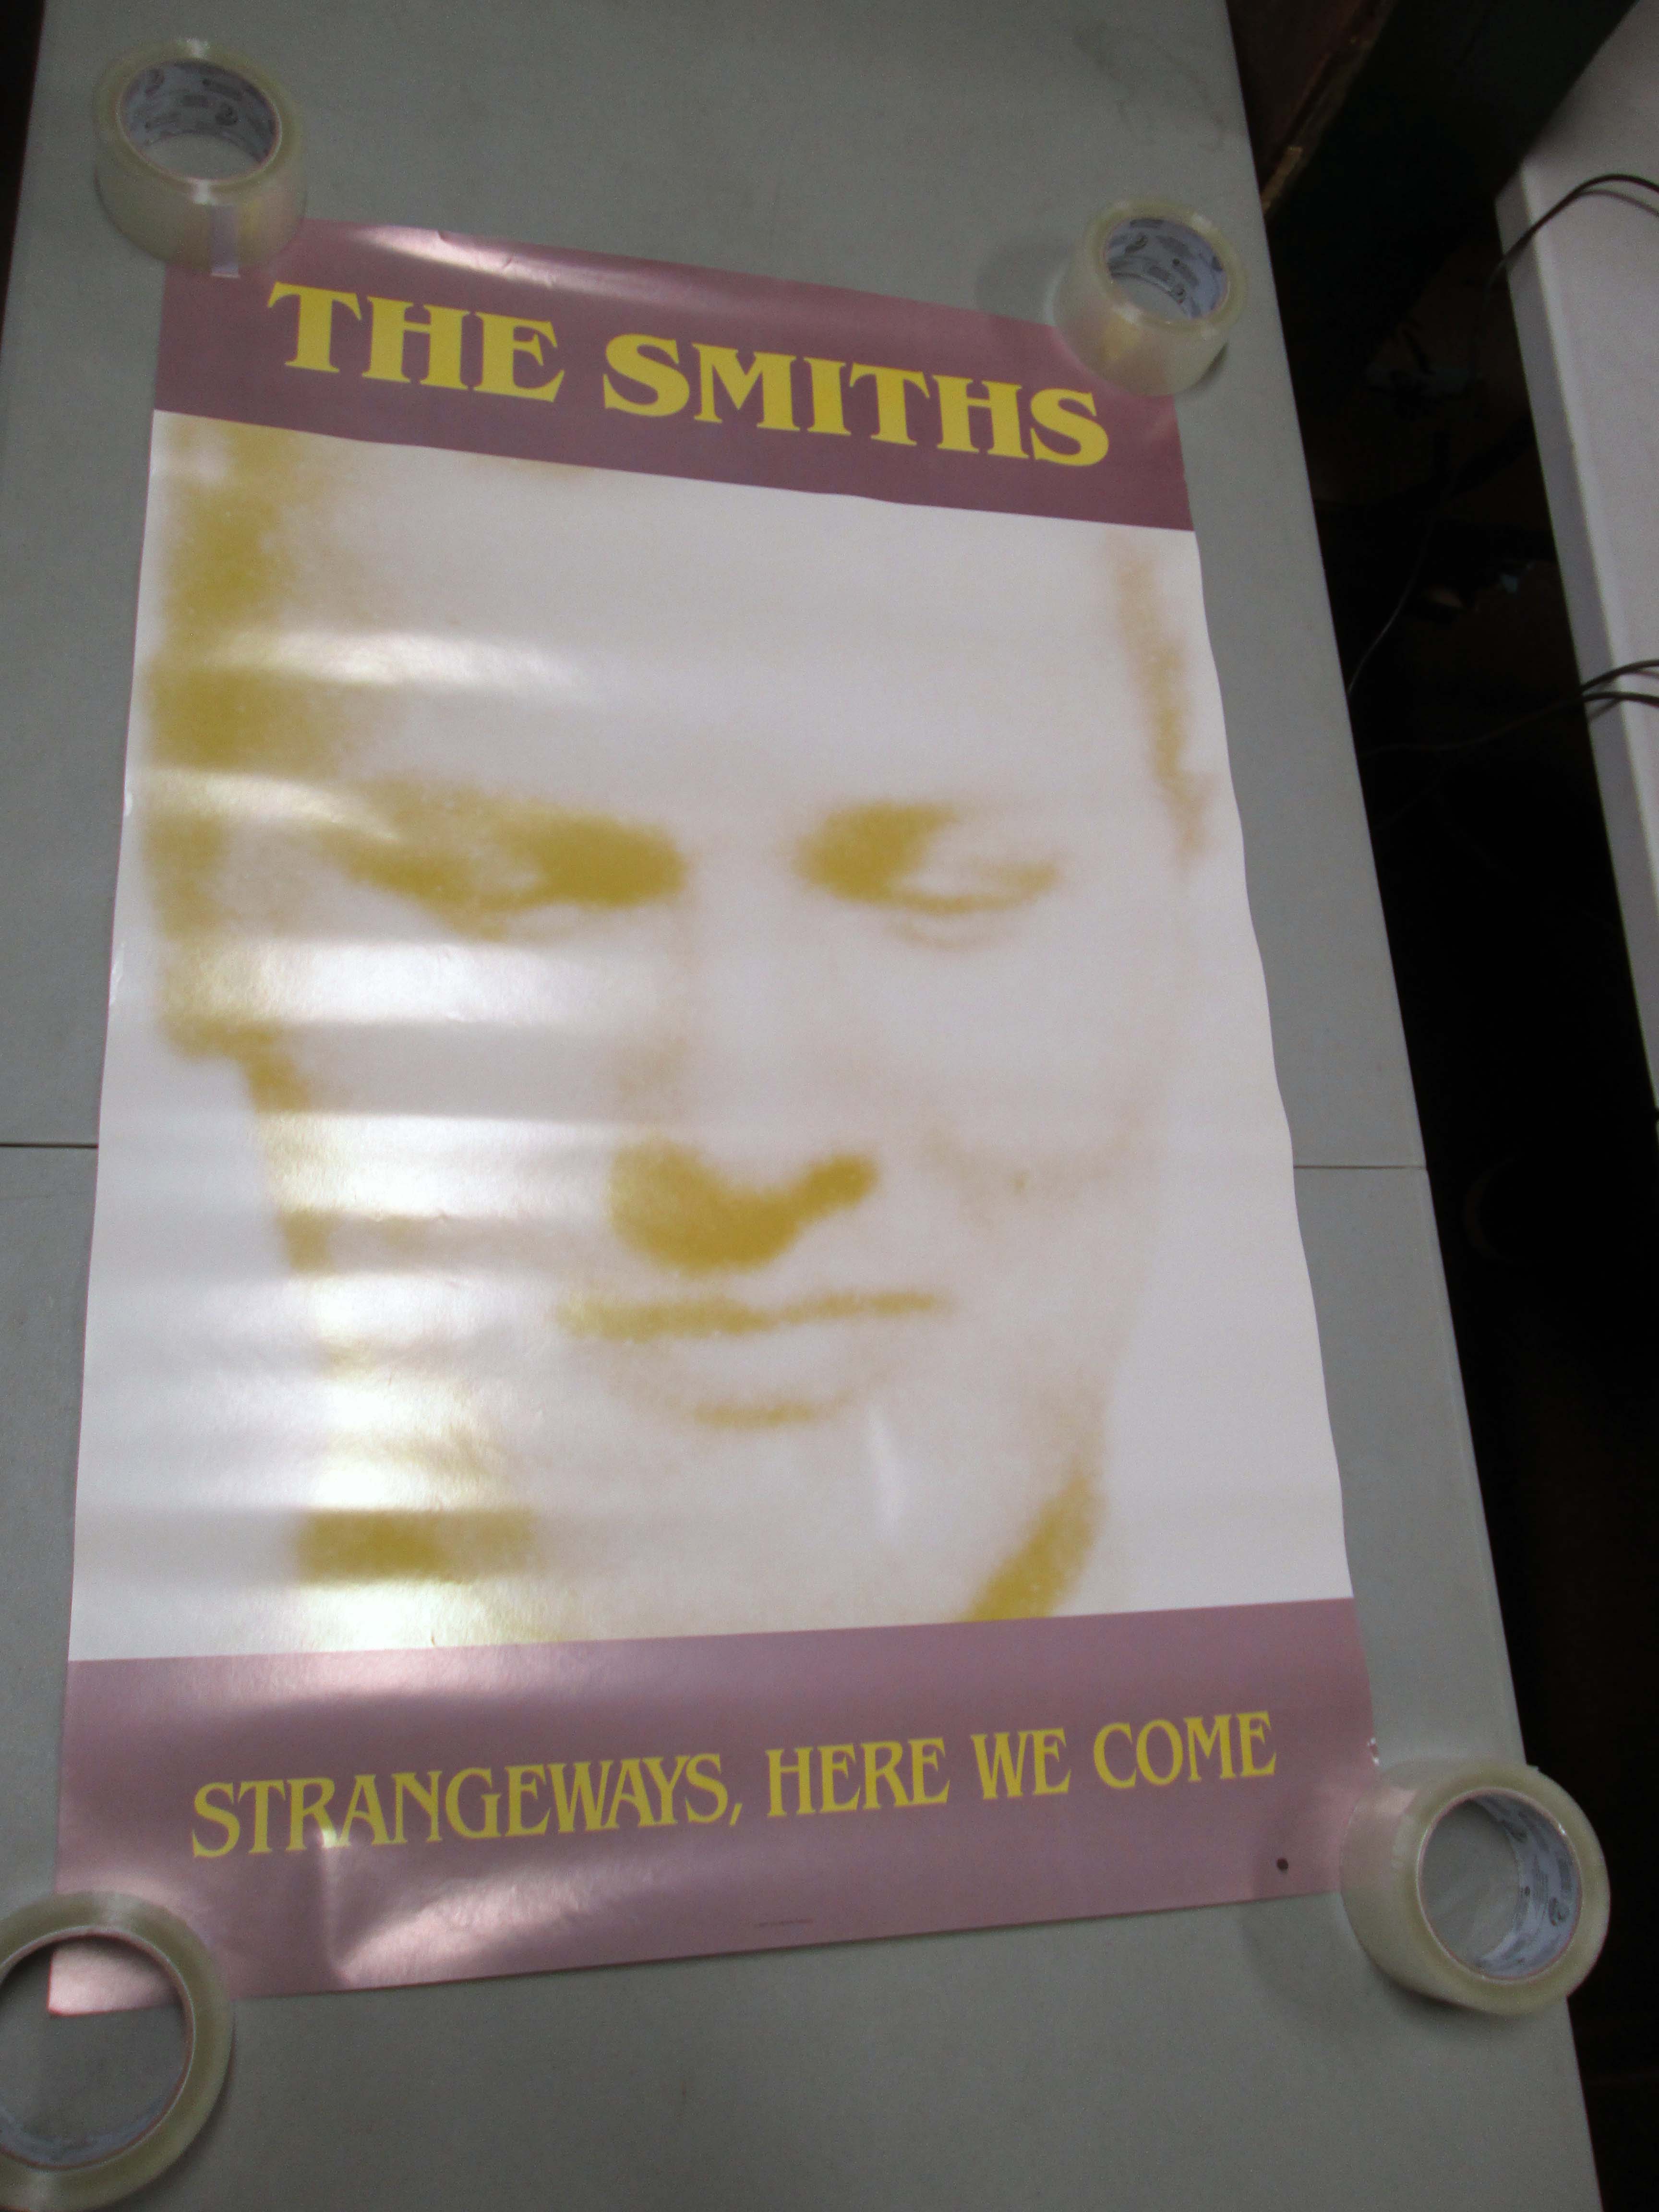 THE SMITHS
STRANGEWAYS, HERE WE COME